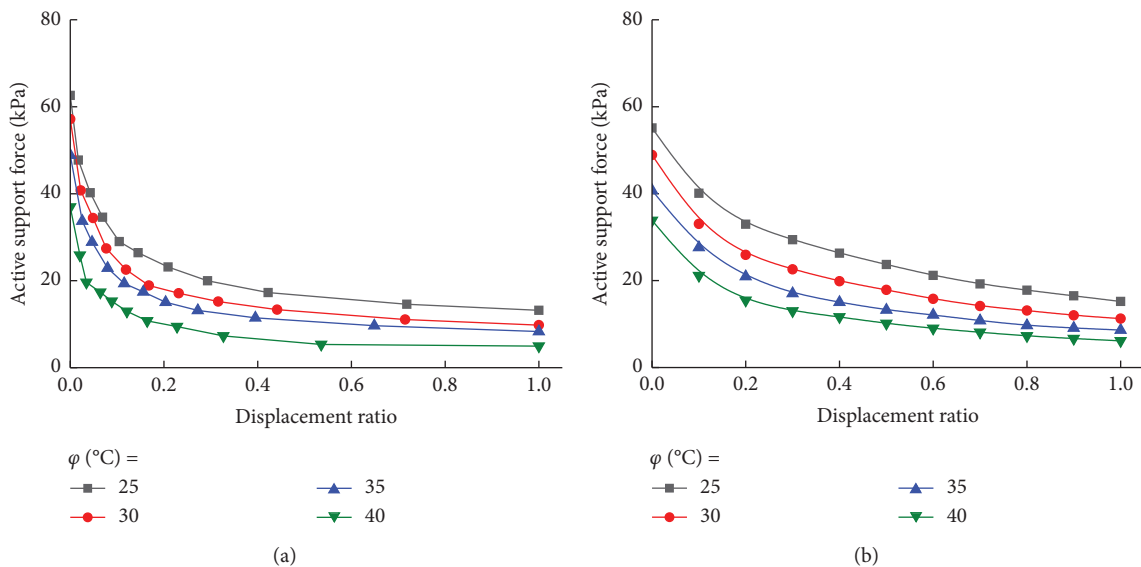 80
60
40
20
0
Active support force (kPa)
0.0 0.2 0.4 0.6 0.8 1.0
Displacement ratio
φ (°C) =
25 35
30 40
(a)
80
60
40
20
0
Active support force (kPa)
0.0 0.2 0.4 0.6 0.8 1.0
Displacement ratio
φ (°C) =
25 35
30 40
(b)